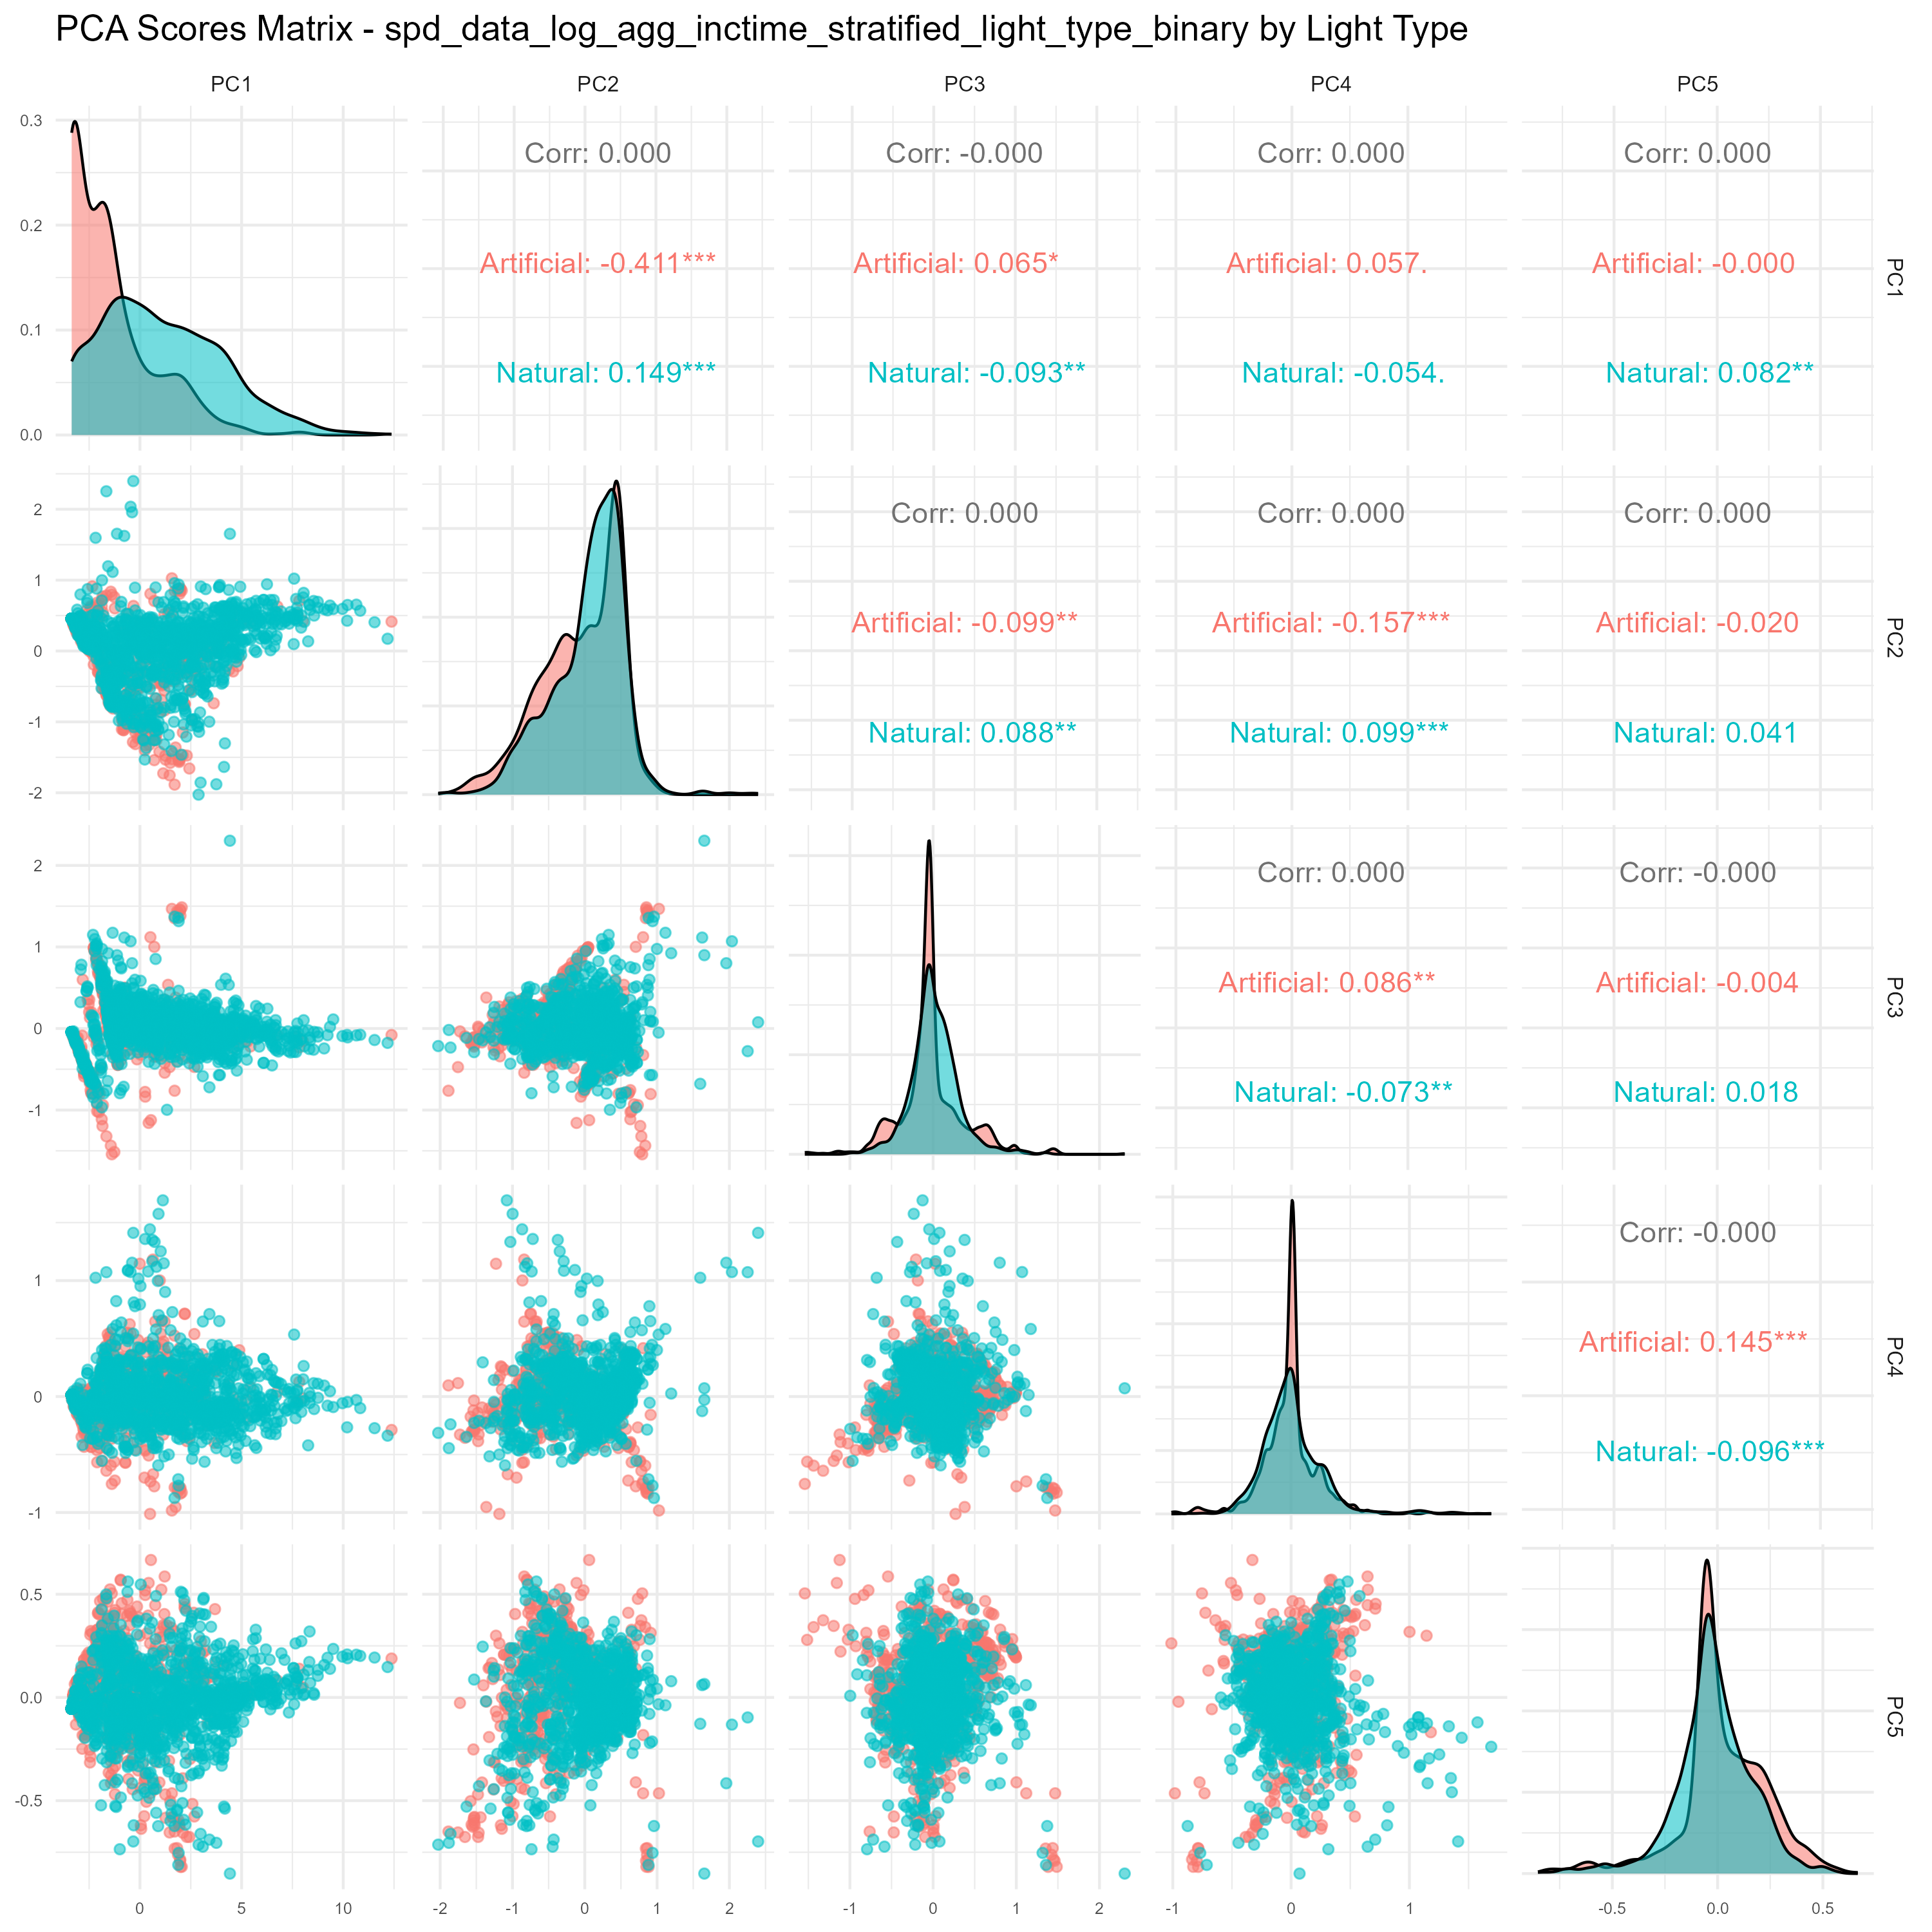 PCA Scores Matrix - spd_data_log_agg_inctime_stratified_light_type_binary by Light Type
PC1 PC2 PC3 PC4 PC5
0.3
0.2
0.1
0.0
Corr: 0.000
Artificial: -0.411***
Natural: 0.149***
Corr: -0.000
Artificial: 0.065*
Natural: -0.093**
Corr: 0.000
Artificial: 0.057.
Natural: -0.054.
Corr: 0.000
Artificial: -0.000
Natural: 0.082**
PC1
2
1
0
-1
-2
Corr: 0.000
Artificial: -0.099**
Natural: 0.088**
Corr: 0.000
Artificial: -0.157***
Natural: 0.099***
Corr: 0.000
Artificial: -0.020
Natural: 0.041
PC2
2
1
0
-1
Corr: 0.000
Artificial: 0.086**
Natural: -0.073**
Corr: -0.000
Artificial: -0.004
Natural: 0.018
PC3
1
0
-1
Corr: -0.000
Artificial: 0.145***
Natural: -0.096***
PC4
0.5
0.0
-0.5
PC5
0 5 10
-2 -1 0 1 2
-1 0 1 2
-1 0 1
-0.5 0.0 0.5